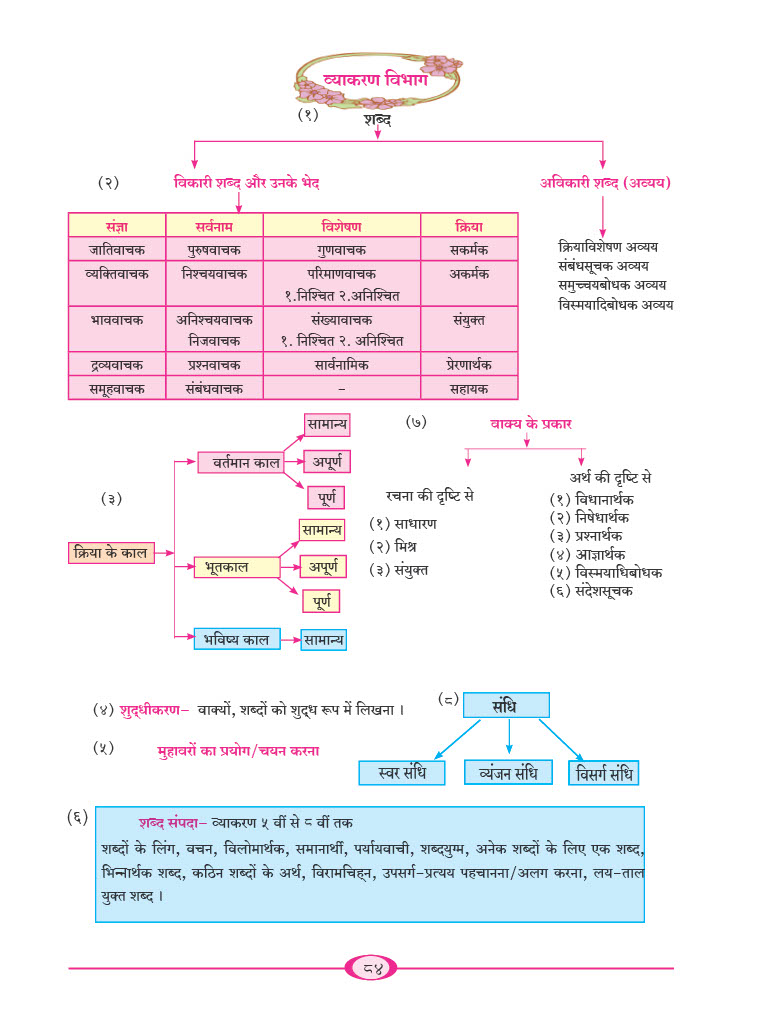 व्याकरण विभाग
(१) शब्द
(२) विकारी शब्द और उनके भेद
अविकारी शब्द (अव्यय)
संज्ञा सर्वनाम विशेषण क्रिया
जातिवाचक पुरुषवाचक गुणवाचक सकर्मक
व्यक्तिवाचक निश्चयवाचक परिमाणवाचक अकर्मक
१.निश्चित २.अनिश्चित
भाववाचक अनिश्चयवाचक संख्यावाचक संयुक्त
निजवाचक १. निश्चित २. अनिश्चित
द्रव्यवाचक प्रश्नवाचक सार्वनामिक प्रेरणार्थक
समूहवाचक संबंधवाचक – सहायक
क्रियाविशेषण अव्यय
संबंधसूचक अव्यय
समुच्चयबोधक अव्यय
विस्मयादिबोधक अव्यय
(३)
क्रिया के काल
वर्तमान काल
सामान्य
अपूर्ण
पूर्ण
भूतकाल
सामान्य
अपूर्ण
पूर्ण
भविष्य काल
सामान्य
(७) वाक्य के प्रकार
रचना की दृष्टि से
(१) साधारण
(२) मिश्र
(३) संयुक्त
अर्थ की दृष्टि से
(१) विधानार्थक
(२) निषेधार्थक
(३) प्रश्नार्थक
(४) आज्ञार्थक
(५) विस्मयाधिबोधक
(६) संदेशसूचक
(४) शुद्धीकरण– वाक्यों, शब्दों को शुद्ध रूप में लिखना ।
(५) मुहावरों का प्रयोग/चयन करना
(८) संधि
स्वर संधि व्यंजन संधि विसर्ग संधि
(६) शब्द संपदा– व्याकरण ५ वीं से ८ वीं तक
शब्दों के लिंग, वचन, विलोमार्थक, समानार्थी, पर्यायवाची, शब्दयुग्म, अनेक शब्दों के लिए एक शब्द,
भिन्नार्थक शब्द, कठिन शब्दों के अर्थ, विरामचिह्न, उपसर्ग-प्रत्यय पहचानना/अलग करना, लय-ताल
युक्त शब्द ।
८४